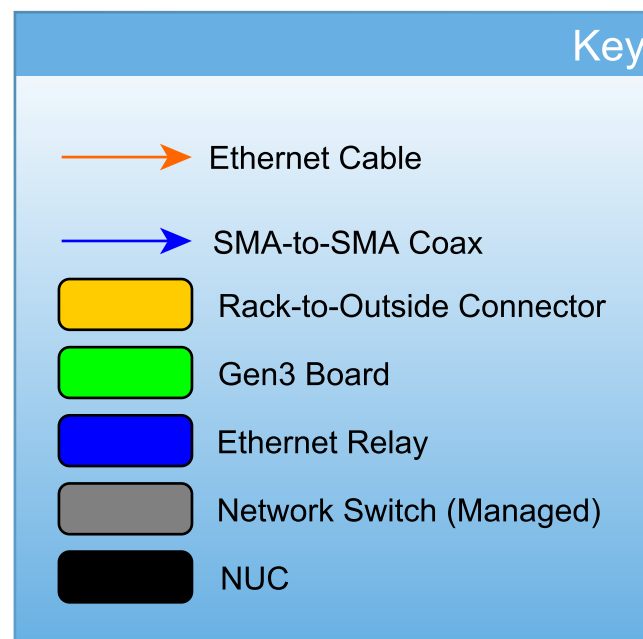 Key
Ethernet Cable
SMA-to-SMA Coax
Rack-to-Outside Connector
Gen3 Board
Ethernet Relay
Network Switch (Managed)
NUC